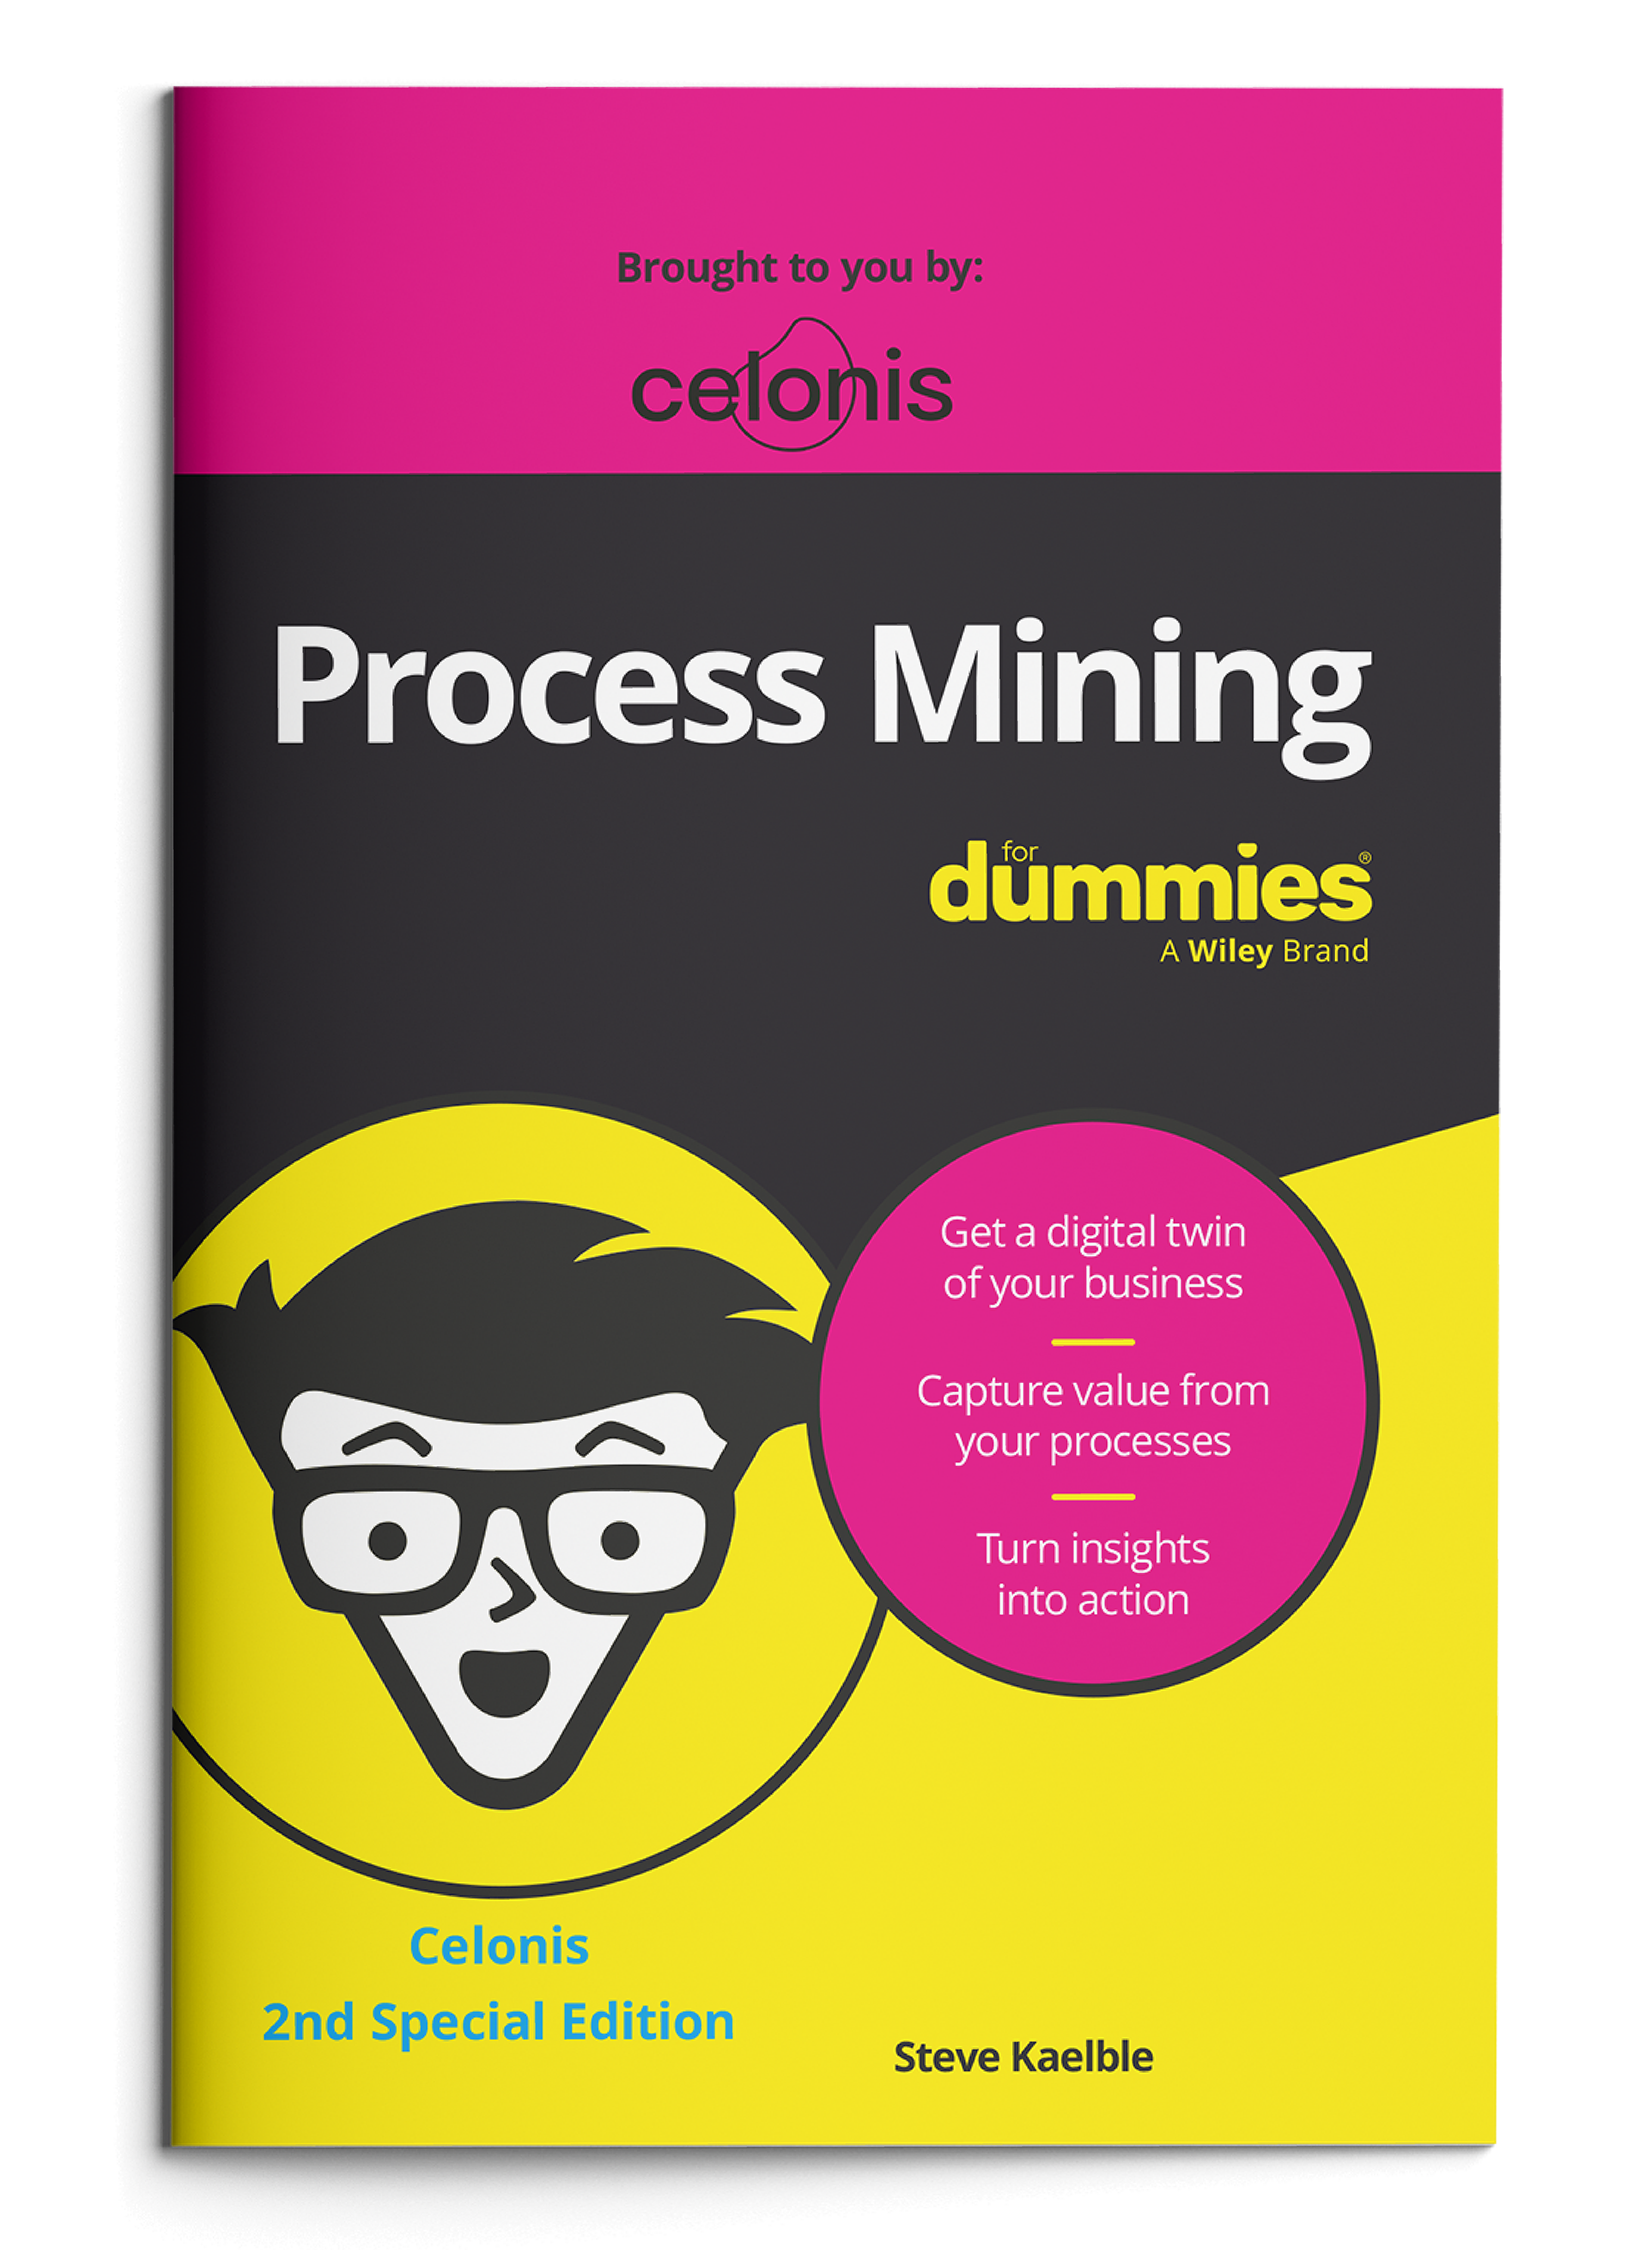 Brought to you by:
celonis
Process Mining
for
dummies®
A Wiley Brand
Get a digital twin
of your business
Capture value from
your processes
Turn insights
into action
Celonis
2nd Special Edition
Steve Kaelble